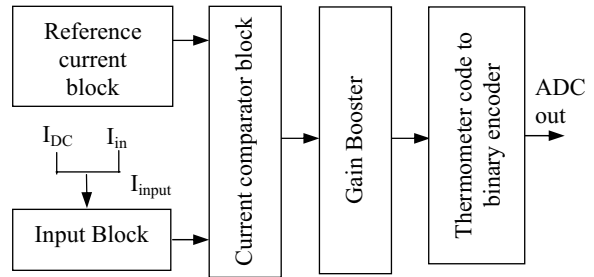 Reference
current
block
I_DC
I_in
I_input
Input Block
Current comparator block
Gain Booster
Thermometer code to
binary encoder
ADC
out